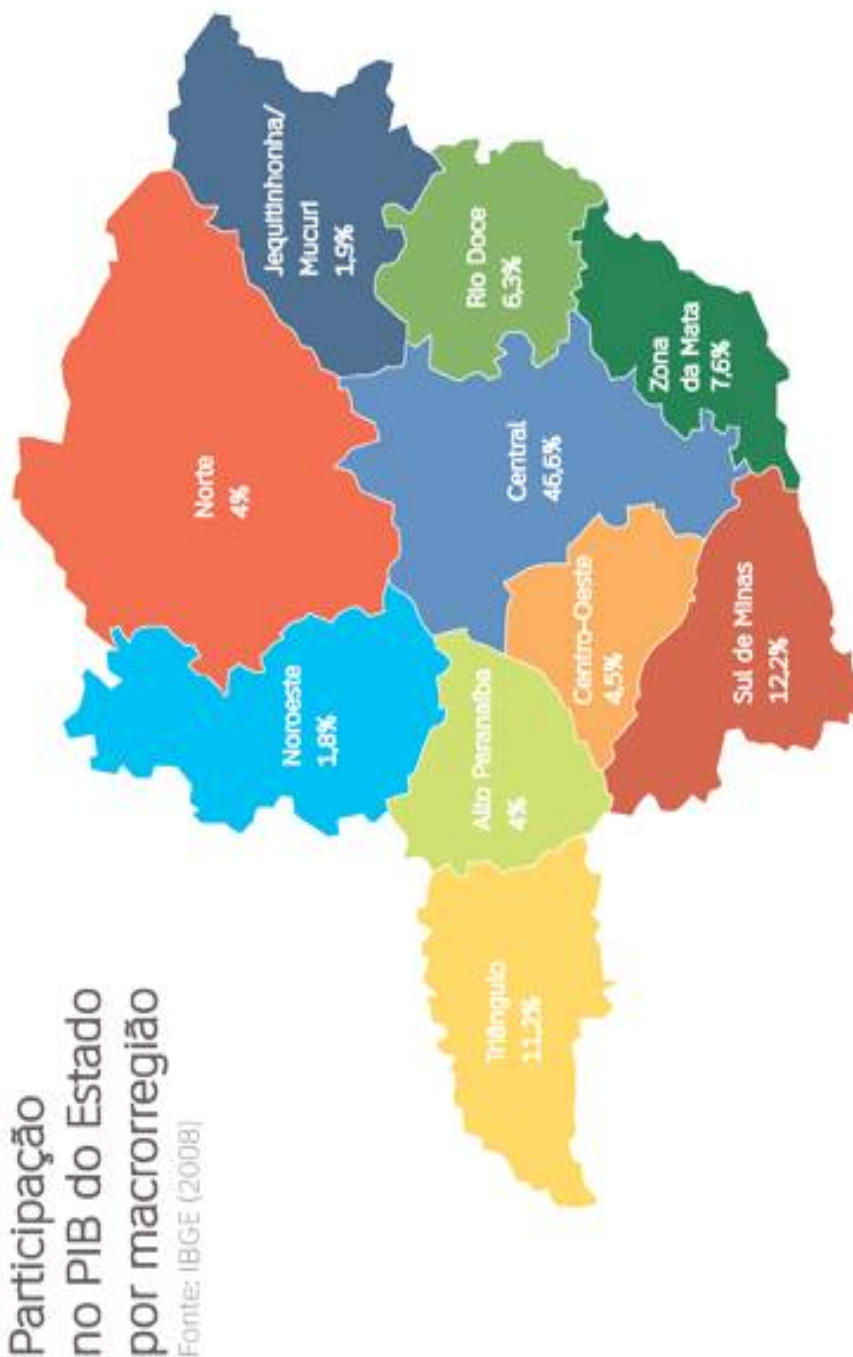 Participação
no PIB do Estado
por macrorregião
Fonte: IBGE (2008)
Noroeste
1,8%
Norte
4%
Jequitinhonha/
Mucuri
1,9%
Triângulo
11,2%
Alto Paranaíba
4%
Central
46,6%
Rio Doce
6,3%
Centro-Oeste
4,5%
Zona
da Mata
7,6%
Sul de Minas
12,2%